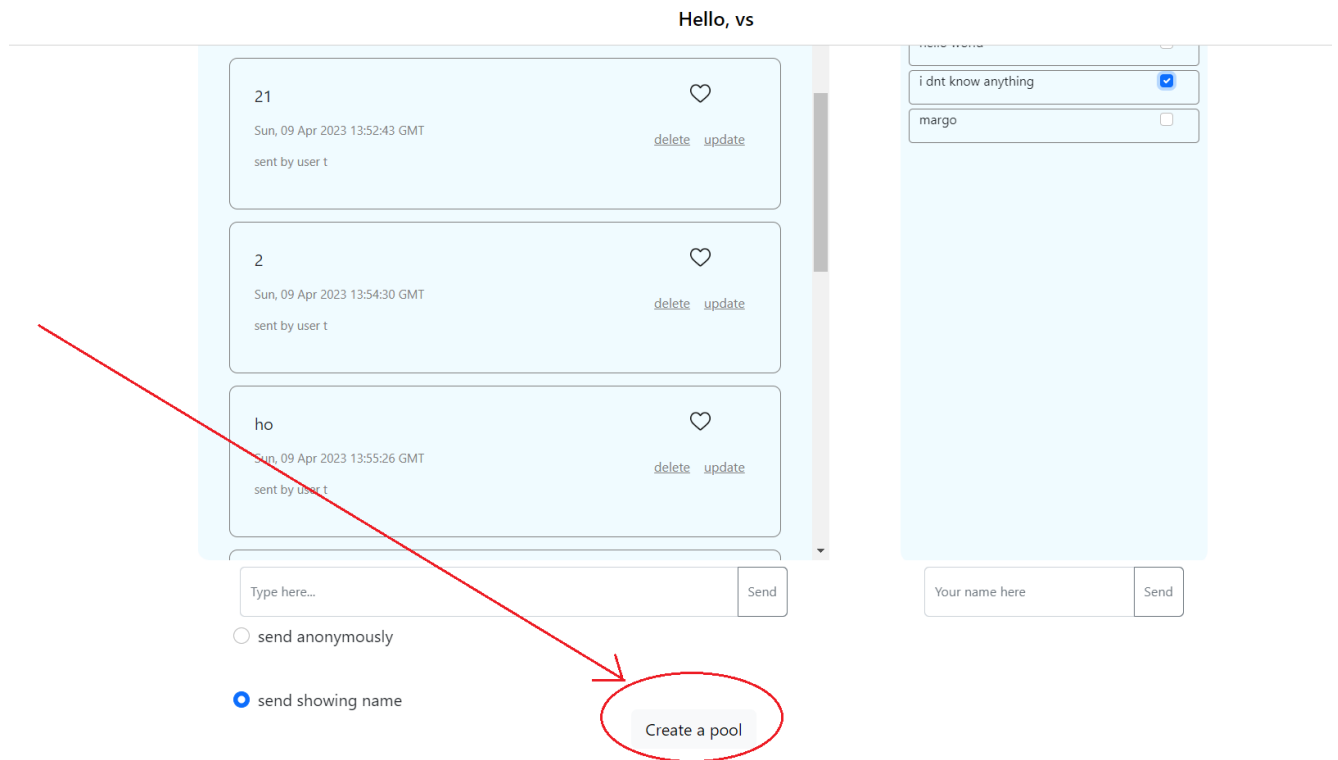 Hello, vs
21
Sun, 09 Apr 2023 13:52:43 GMT
delete update
sent by user t
2
Sun, 09 Apr 2023 13:54:30 GMT
delete update
sent by user t
ho
Sun, 09 Apr 2023 13:55:26 GMT
delete update
sent by user t
Type here...
Send
send anonymously
send showing name
Create a pool
hello world
i dnt know anything
margo
Your name here
Send